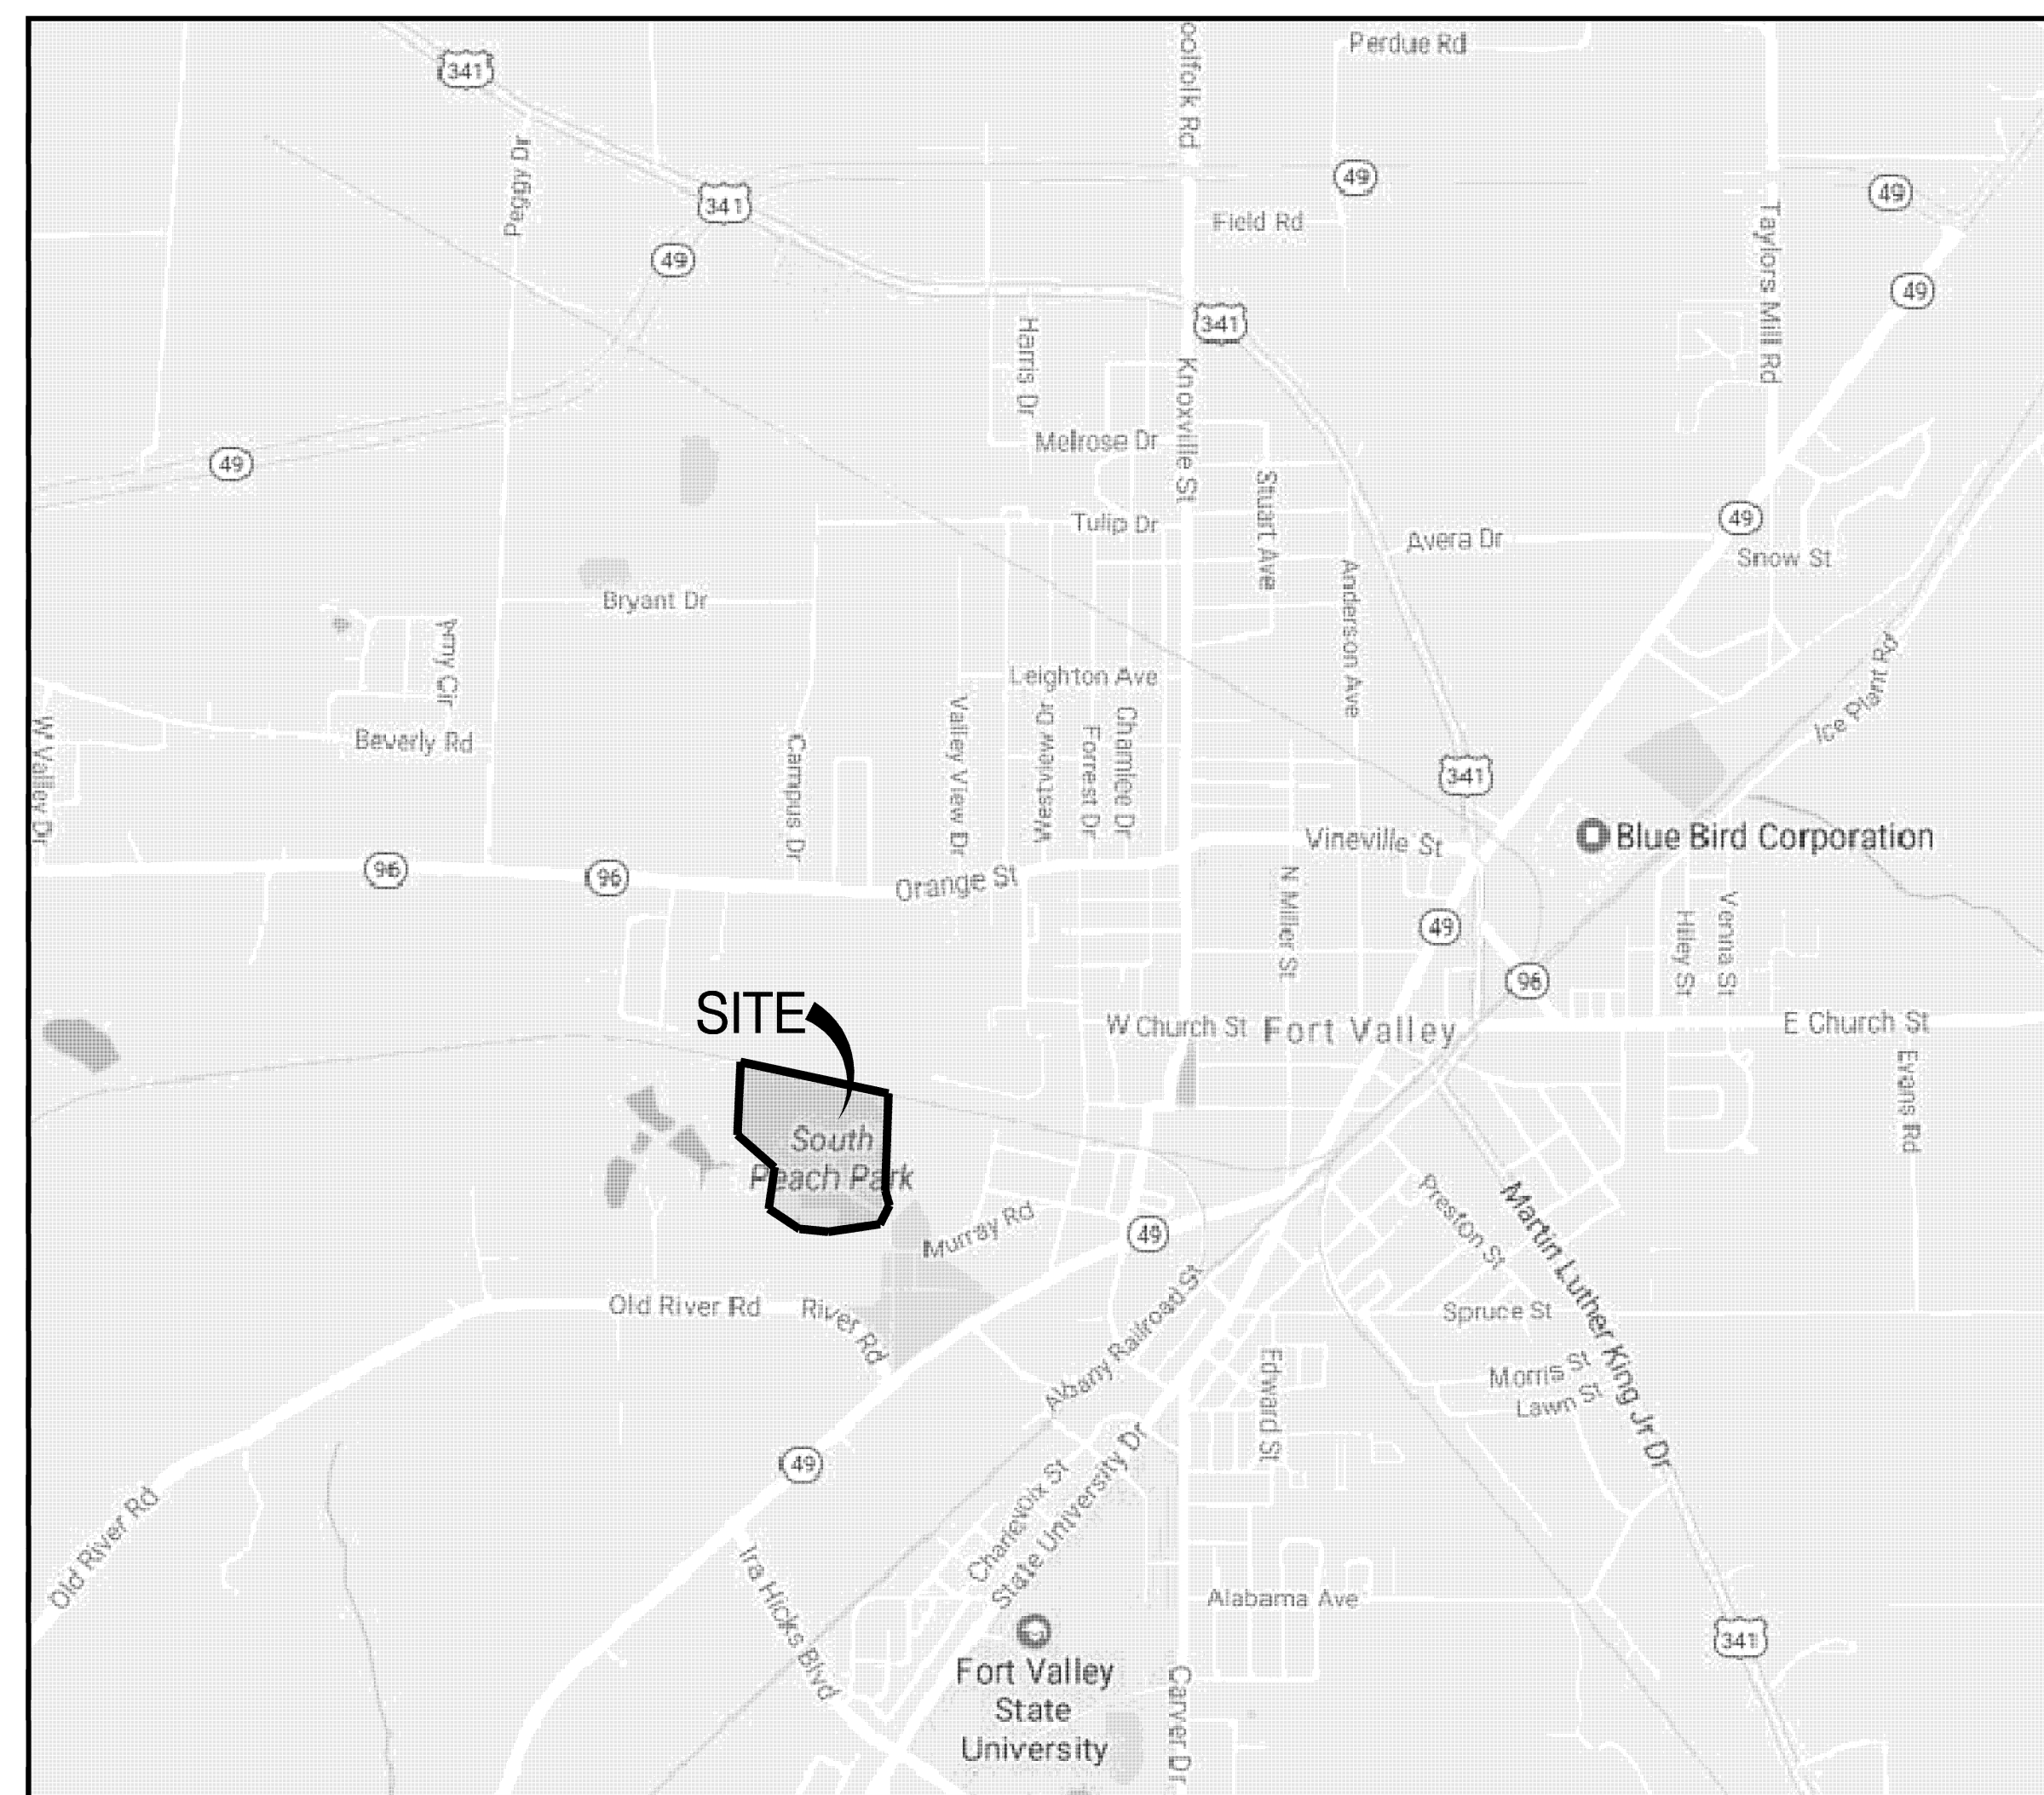 Perdue Rd
341
oolfolk Rd
Peggy Dr
49
49
341
Field Rd
49
Taylors Mill Rd
49
341
Harris Dr
Knoxville St
Melrose Dr
49
Stuart Ave
49
Tulip Dr
Avera Dr
Snow St
Anderson Ave
Bryant Dr
Amy Cir
Ice Plant Rd
Leighton Ave
Valley View Dr
Westview Dr
Forrest Dr
Chamlee Dr
W Valley Dr
Beverly Rd
Campus Dr
341
Vineville St
Blue Bird Corporation
96
96
Orange St
N Miller St
49
Hiley St
Venna St
96
SITE
W Church St
Fort Valley
E Church St
Evans Rd
South
Peach Park
Murray Rd
49
Preston St
Martin Luther King Jr Dr
Old River Rd
River Rd
Spruce St
Albany Railroad St
Edward St
Morris St
Lawn St
49
Old River Rd
Charlevoix St
State University Dr
Ira Hicks Blvd
Alabama Ave
341
Fort Valley
State
University
Carver Dr